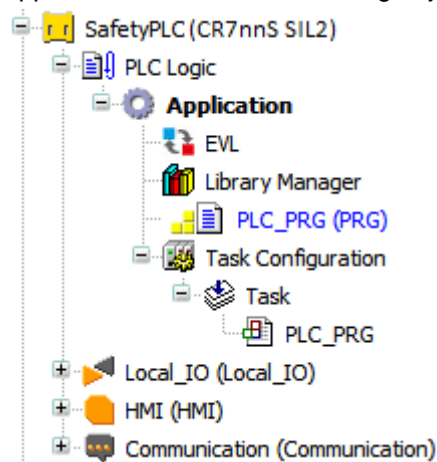 SafetyPLC (CR7nnS SIL2)
PLC Logic
Application
EVL
Library Manager
PLC_PRG (PRG)
Task Configuration
Task
PLC_PRG
Local_IO (Local_IO)
HMI (HMI)
Communication (Communication)